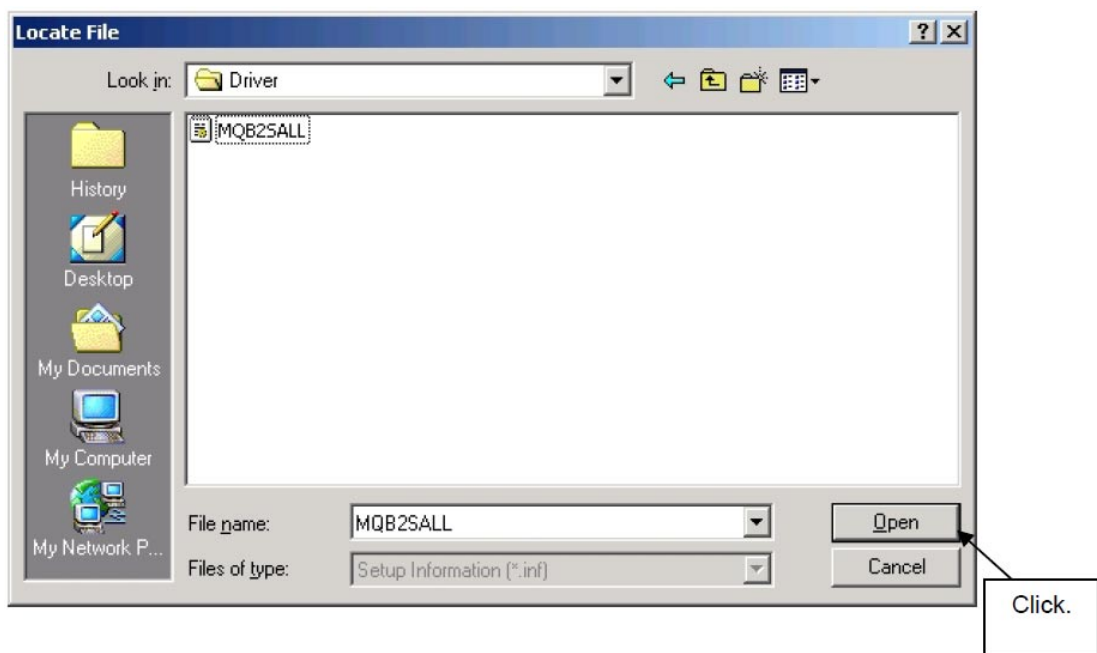 Locate File
Look in:
Driver
MQB2SALL
History
Desktop
My Documents
My Computer
My Network P...
File name:
MQB2SALL
Open
Files of type:
Setup Information (*.inf)
Cancel
Click.